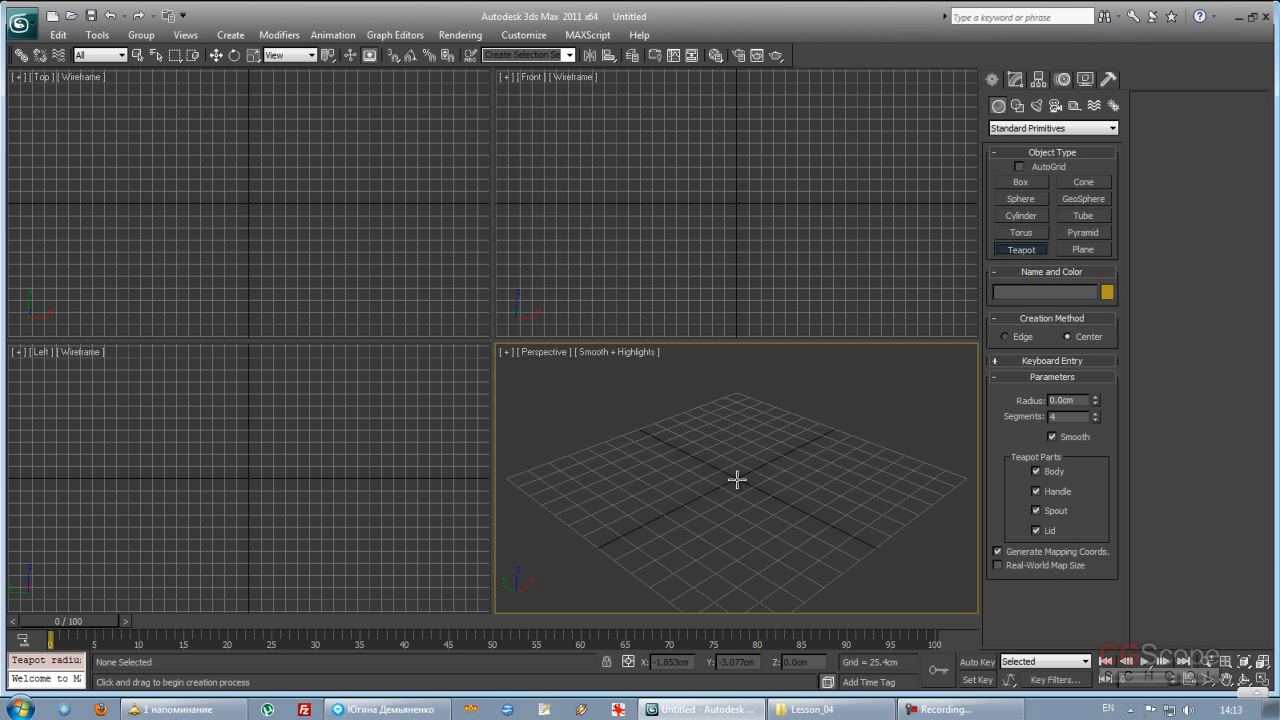 Autodesk 3ds Max 2011 x64 Untitled
Type a keyword or phrase
Edit Tools Group Views Create Modifiers Animation Graph Editors Rendering Customize MAXScript Help
All View Create Selection Se
[ + ] [ Top ] [ Wireframe ]
[ + ] [ Front ] [ Wireframe ]
Standard Primitives
Object Type
AutoGrid
Box Cone
Sphere GeoSphere
Cylinder Tube
Torus Pyramid
Teapot Plane
Name and Color
Creation Method
Edge Center
Keyboard Entry
[ + ] [ Left ] [ Wireframe ]
[ + ] [ Perspective ] [ Smooth + Highlights ]
Parameters
Radius: 0.0cm
Segments: 4
Smooth
Teapot Parts
Body
Handle
Spout
Lid
Generate Mapping Coords.
Real-World Map Size
0 / 100
0 5 10 15 20 25 30 35 40 45 50 55 60 65 70 75 80 85 90 95 100
Teapot radiu
None Selected
X: -1.853cm Y: -3.077cm Z: 0.0cm
Grid = 25.4cm
Auto Key Selected
Welcome to M
Click and drag to begin creation process
Add Time Tag
Set Key Key Filters...
CGScope
1 напоминание
Югина Демьяненко
Untitled - Autodesk ...
Lesson_04
Recording...
EN
14:13